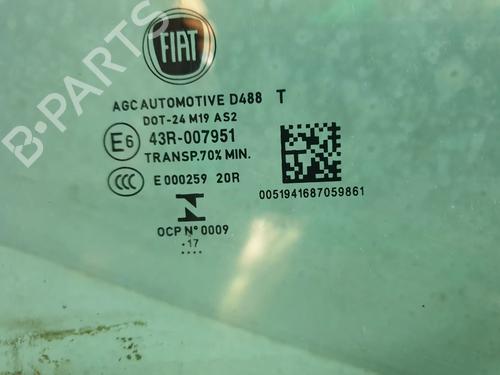 B-PARTS
FIAT
AGC AUTOMOTIVE D488 T
DOT-24 M19 AS2
E6 43R-007951
TRANSP.70% MIN.
CCC E 000259 20R
0051941687059861
N
OCP N° 0009
·17
····